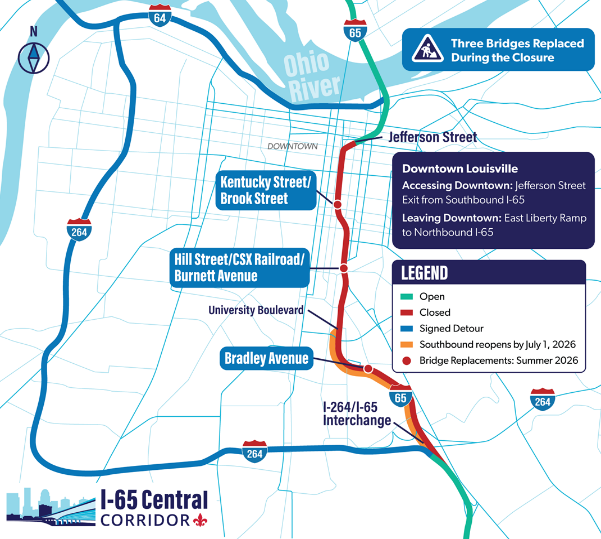 64
65
N
Three Bridges Replaced
During the Closure
Ohio
River
Jefferson Street
DOWNTOWN
Downtown Louisville
Accessing Downtown: Jefferson Street
Exit from Southbound I-65
Leaving Downtown: East Liberty Ramp
to Northbound I-65
Kentucky Street/
Brook Street
264
Hill Street/CSX Railroad/
Burnett Avenue
LEGEND
Open
Closed
Signed Detour
Southbound reopens by July 1, 2026
Bridge Replacements: Summer 2026
University Boulevard
Bradley Avenue
65
264
I-264/I-65
Interchange
264
I-65 Central
CORRIDOR